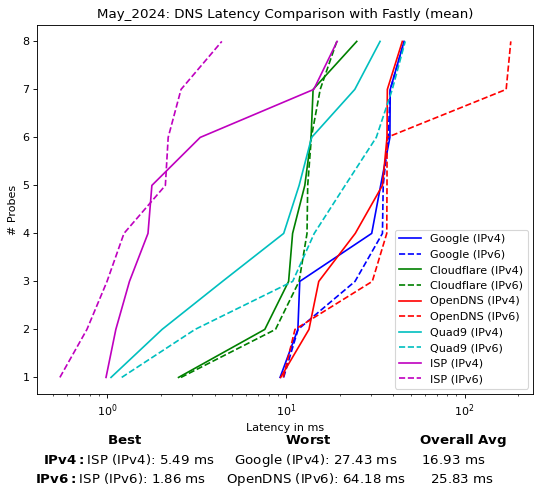 May_2024: DNS Latency Comparison with Fastly (mean)
# Probes
8
7
6
5
4
3
2
1
Google (IPv4)
Google (IPv6)
Cloudflare (IPv4)
Cloudflare (IPv6)
OpenDNS (IPv4)
OpenDNS (IPv6)
Quad9 (IPv4)
Quad9 (IPv6)
ISP (IPv4)
ISP (IPv6)
10⁰ 10¹ 10²
Latency in ms
Best Worst Overall Avg
IPv4: ISP (IPv4): 5.49 ms Google (IPv4): 27.43 ms 16.93 ms
IPv6: ISP (IPv6): 1.86 ms OpenDNS (IPv6): 64.18 ms 25.83 ms